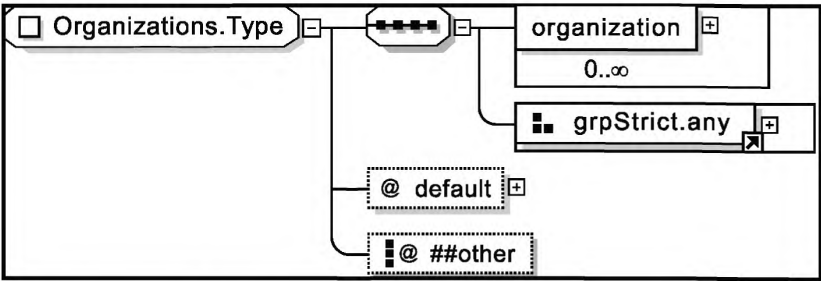 Organizations.Type
organization
0..∞
grpStrict.any
@ default
@ ##other